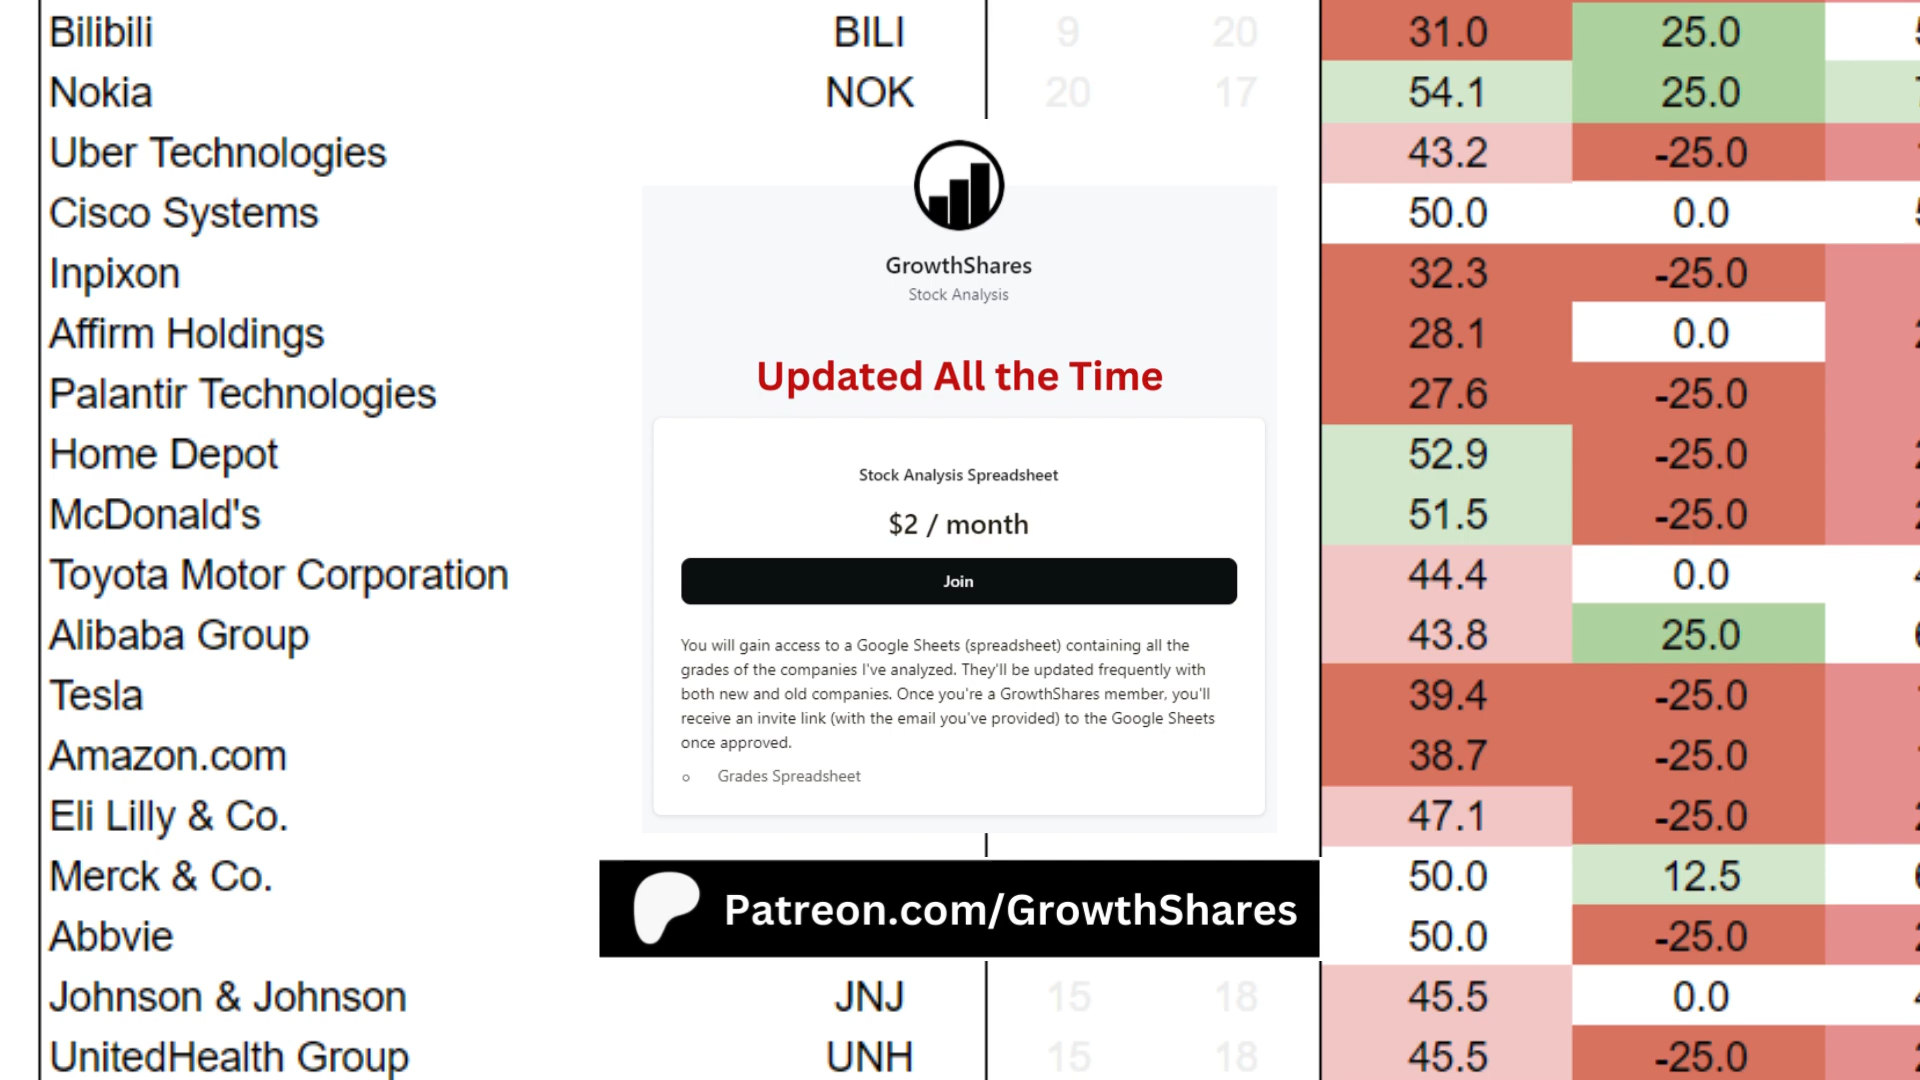 Bilibili BILI 9 20 31.0 25.0
Nokia NOK 20 17 54.1 25.0
Uber Technologies 43.2 -25.0
Cisco Systems 50.0 0.0
Inpixon 32.3 -25.0
Affirm Holdings 28.1 0.0
Palantir Technologies 27.6 -25.0
Home Depot 52.9 -25.0
McDonald's 51.5 -25.0
Toyota Motor Corporation 44.4 0.0
Alibaba Group 43.8 25.0
Tesla 39.4 -25.0
Amazon.com 38.7 -25.0
Eli Lilly & Co. 47.1 -25.0
Merck & Co. 50.0 12.5
Abbvie 50.0 -25.0
Johnson & Johnson JNJ 15 18 45.5 0.0
UnitedHealth Group UNH 15 18 45.5 -25.0
GrowthShares
Stock Analysis
Updated All the Time
Stock Analysis Spreadsheet
$2 / month
Join
You will gain access to a Google Sheets (spreadsheet) containing all the
grades of the companies I've analyzed. They'll be updated frequently with
both new and old companies. Once you're a GrowthShares member, you'll
receive an invite link (with the email you've provided) to the Google Sheets
once approved.
Grades Spreadsheet
Patreon.com/GrowthShares